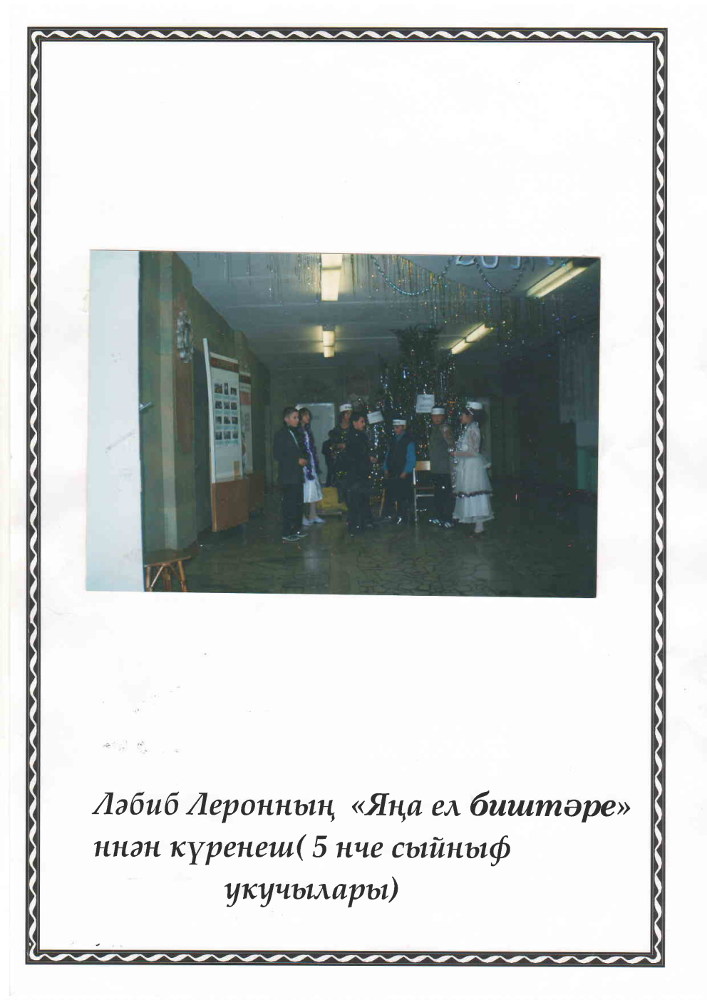 Ләбиб Леронның «Яңа ел биштәре»
ннән күренеш( 5 нче сыйныф
укучылары)